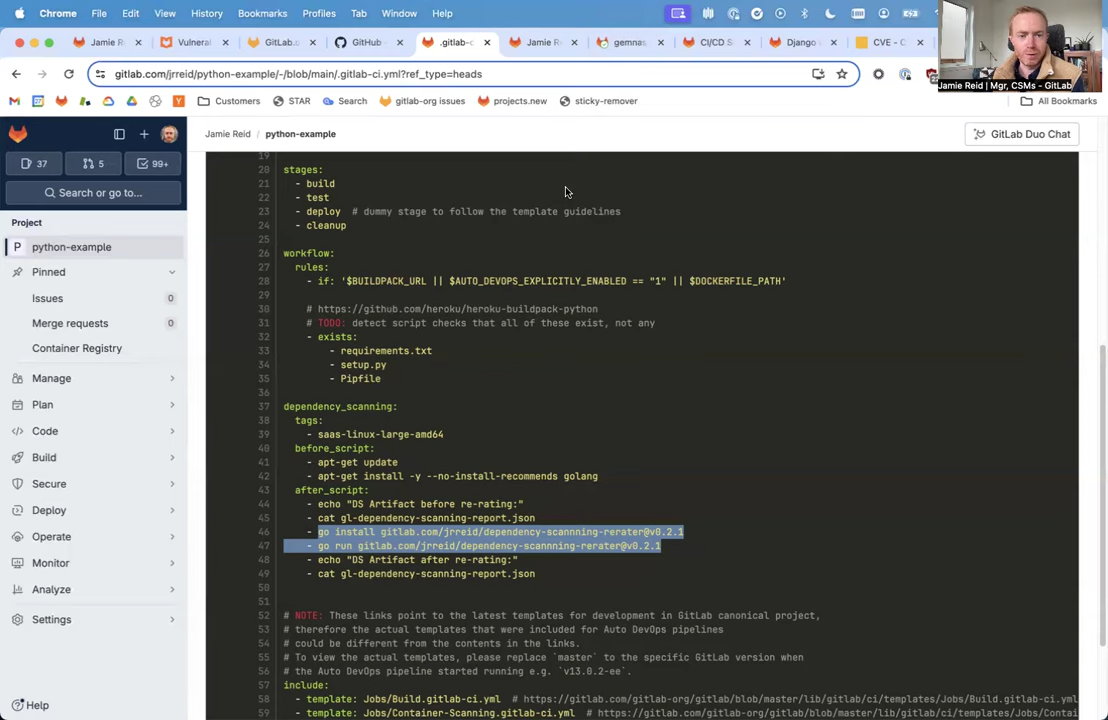 Chrome File Edit View History Bookmarks Profiles Tab Window Help
Jamie R Vulneral GitLab.o GitHub .gitlab-c Jamie R gemnas CI/CD S Django CVE - C
gitlab.com/jrreid/python-example/-/blob/main/.gitlab-ci.yml?ref_type=heads
Jamie Reid | Mgr, CSMs - GitLab
Customers STAR Search gitlab-org issues projects.new sticky-remover All Bookmarks
Jamie Reid / python-example
GitLab Duo Chat
37 5 99+
Search or go to...
Project
P python-example
Pinned
Issues 0
Merge requests 0
Container Registry
Manage
Plan
Code
Build
Secure
Deploy
Operate
Monitor
Analyze
Settings
Help
19
20 stages:
21 - build
22 - test
23 - deploy # dummy stage to follow the template guidelines
24 - cleanup
25
26 workflow:
27 rules:
28 - if: '$BUILDPACK_URL || $AUTO_DEVOPS_EXPLICITLY_ENABLED == "1" || $DOCKERFILE_PATH'
29
30 # https://github.com/heroku/heroku-buildpack-python
31 # TODO: detect script checks that all of these exist, not any
32 - exists:
33 - requirements.txt
34 - setup.py
35 - Pipfile
36
37 dependency_scanning:
38 tags:
39 - saas-linux-large-amd64
40 before_script:
41 - apt-get update
42 - apt-get install -y --no-install-recommends golang
43 after_script:
44 - echo "DS Artifact before re-rating:"
45 - cat gl-dependency-scanning-report.json
46 - go install gitlab.com/jrreid/dependency-scannning-rerater@v0.2.1
47 - go run gitlab.com/jrreid/dependency-scannning-rerater@v0.2.1
48 - echo "DS Artifact after re-rating:"
49 - cat gl-dependency-scanning-report.json
50
51
52 # NOTE: These links point to the latest templates for development in GitLab canonical project,
53 # therefore the actual templates that were included for Auto DevOps pipelines
54 # could be different from the contents in the links.
55 # To view the actual templates, please replace `master` to the specific GitLab version when
56 # the Auto DevOps pipeline started running e.g. `v13.0.2-ee`.
57 include:
58 - template: Jobs/Build.gitlab-ci.yml # https://gitlab.com/gitlab-org/gitlab/blob/master/lib/gitlab/ci/templates/Jobs/Build.gitlab-ci.yml
59 - template: Jobs/Container-Scanning.gitlab-ci.yml # https://gitlab.com/gitlab-org/gitlab/blob/master/lib/gitlab/ci/templates/Jobs/Contai